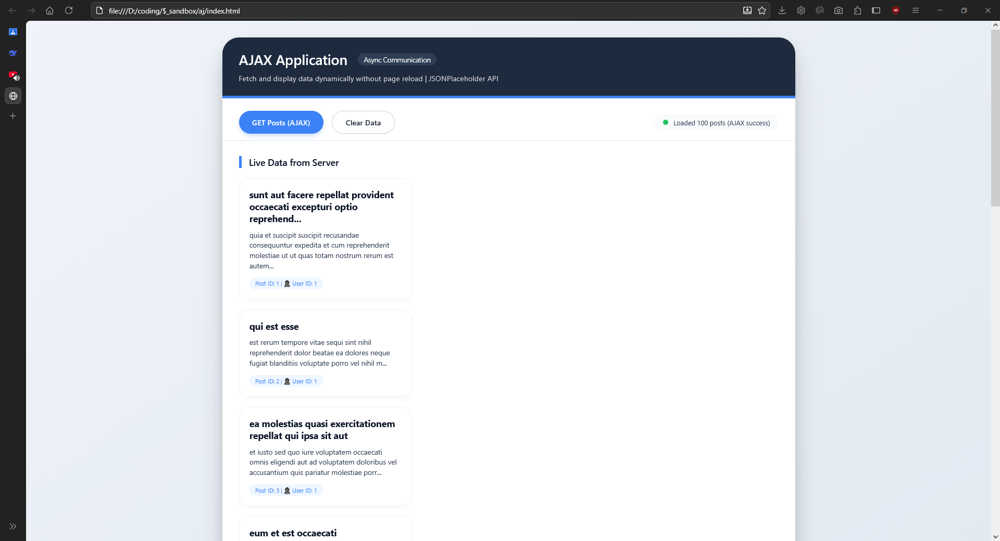 file:///D:/coding/$_sandbox/aj/index.html
AJAX Application
Async Communication
Fetch and display data dynamically without page reload | JSONPlaceholder API
GET Posts (AJAX)
Clear Data
Loaded 100 posts (AJAX success)
Live Data from Server
sunt aut facere repellat provident
occaecati excepturi optio
reprehend...
quia et suscipit suscipit recusandae
consequuntur expedita et cum reprehenderit
molestiae ut ut quas totam nostrum rerum est
autem...
Post ID: 1 | User ID: 1
qui est esse
est rerum tempore vitae sequi sint nihil
reprehenderit dolor beatae ea dolores neque
fugiat blanditiis voluptate porro vel nihil m...
Post ID: 2 | User ID: 1
ea molestias quasi exercitationem
repellat qui ipsa sit aut
et iusto sed quo iure voluptatem occaecati
omnis eligendi aut ad voluptatem doloribus vel
accusantium quis pariatur molestiae porr...
Post ID: 3 | User ID: 1
eum et est occaecati